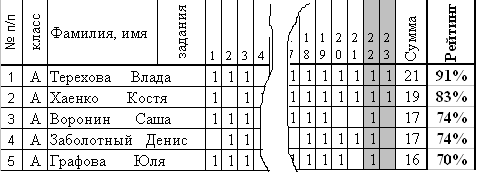 № п/п класс Фамилия, имя задания 1 2 3 4 7 18 19 20 21 22 23 Сумма Рейтинг
1 А Терехова Влада 1 1 1 1 1 1 1 1 1 1 21 91%
2 А Хаенко Костя 1 1 1 1 1 1 1 1 1 19 83%
3 А Воронин Саша 1 1 1 1 1 1 1 17 74%
4 А Заболотный Денис 1 1 1 1 1 1 1 17 74%
5 А Графова Юля 1 1 1 1 1 1 1 16 70%